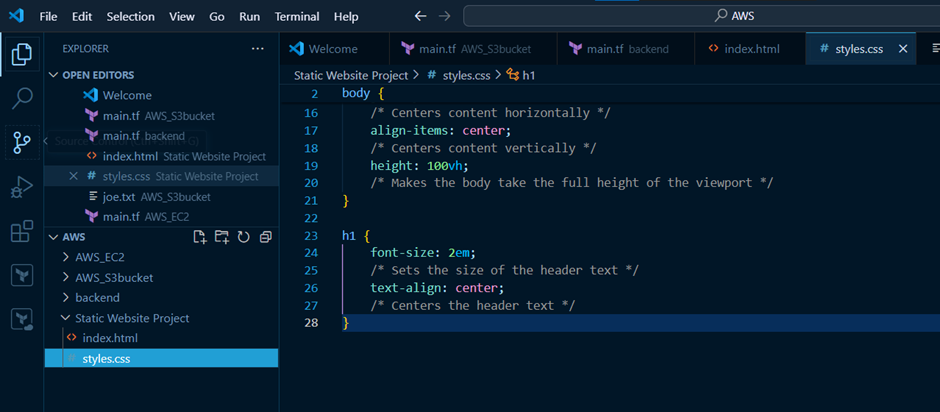 File Edit Selection View Go Run Terminal Help AWS
EXPLORER Welcome main.tf AWS_S3bucket main.tf backend index.html styles.css
OPEN EDITORS Static Website Project > styles.css > h1
Welcome
main.tf AWS_S3bucket
main.tf backend
index.html Static Website Project
styles.css Static Website Project
joe.txt AWS_S3bucket
main.tf AWS_EC2
AWS
AWS_EC2
AWS_S3bucket
backend
Static Website Project
index.html
styles.css
2 body {
16 /* Centers content horizontally */
17 align-items: center;
18 /* Centers content vertically */
19 height: 100vh;
20 /* Makes the body take the full height of the viewport */
21 }
22
23 h1 {
24 font-size: 2em;
25 /* Sets the size of the header text */
26 text-align: center;
27 /* Centers the header text */
28 }